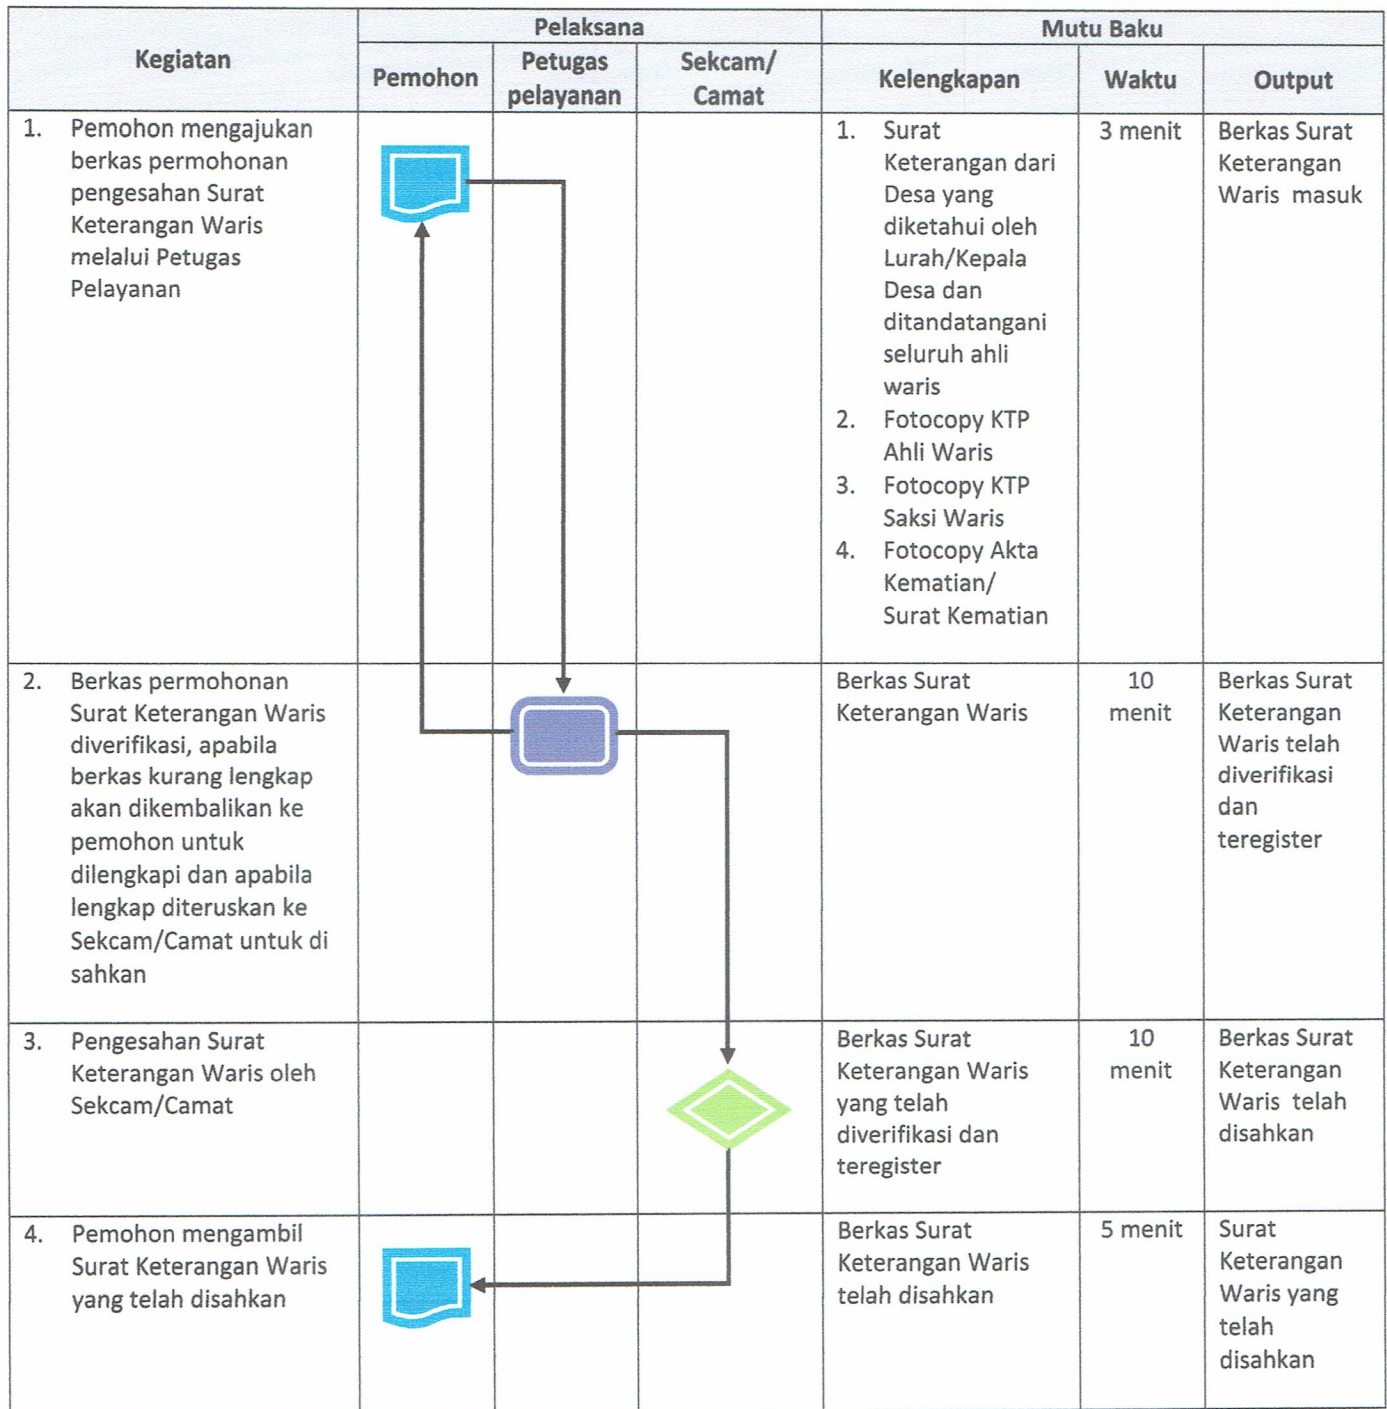 Kegiatan
Pelaksana
Mutu Baku
Pemohon
Petugas
pelayanan
Sekcam/
Camat
Kelengkapan
Waktu
Output
1. Pemohon mengajukan
berkas permohonan
pengesahan Surat
Keterangan Waris
melalui Petugas
Pelayanan
1. Surat
Keterangan dari
Desa yang
diketahui oleh
Lurah/Kepala
Desa dan
ditandatangani
seluruh ahli
waris
2. Fotocopy KTP
Ahli Waris
3. Fotocopy KTP
Saksi Waris
4. Fotocopy Akta
Kematian/
Surat Kematian
3 menit
Berkas Surat
Keterangan
Waris masuk
2. Berkas permohonan
Surat Keterangan Waris
diverifikasi, apabila
berkas kurang lengkap
akan dikembalikan ke
pemohon untuk
dilengkapi dan apabila
lengkap diteruskan ke
Sekcam/Camat untuk di
sahkan
Berkas Surat
Keterangan Waris
10
menit
Berkas Surat
Keterangan
Waris telah
diverifikasi
dan
teregister
3. Pengesahan Surat
Keterangan Waris oleh
Sekcam/Camat
Berkas Surat
Keterangan Waris
yang telah
diverifikasi dan
teregister
10
menit
Berkas Surat
Keterangan
Waris telah
disahkan
4. Pemohon mengambil
Surat Keterangan Waris
yang telah disahkan
Berkas Surat
Keterangan Waris
telah disahkan
5 menit
Surat
Keterangan
Waris yang
telah
disahkan